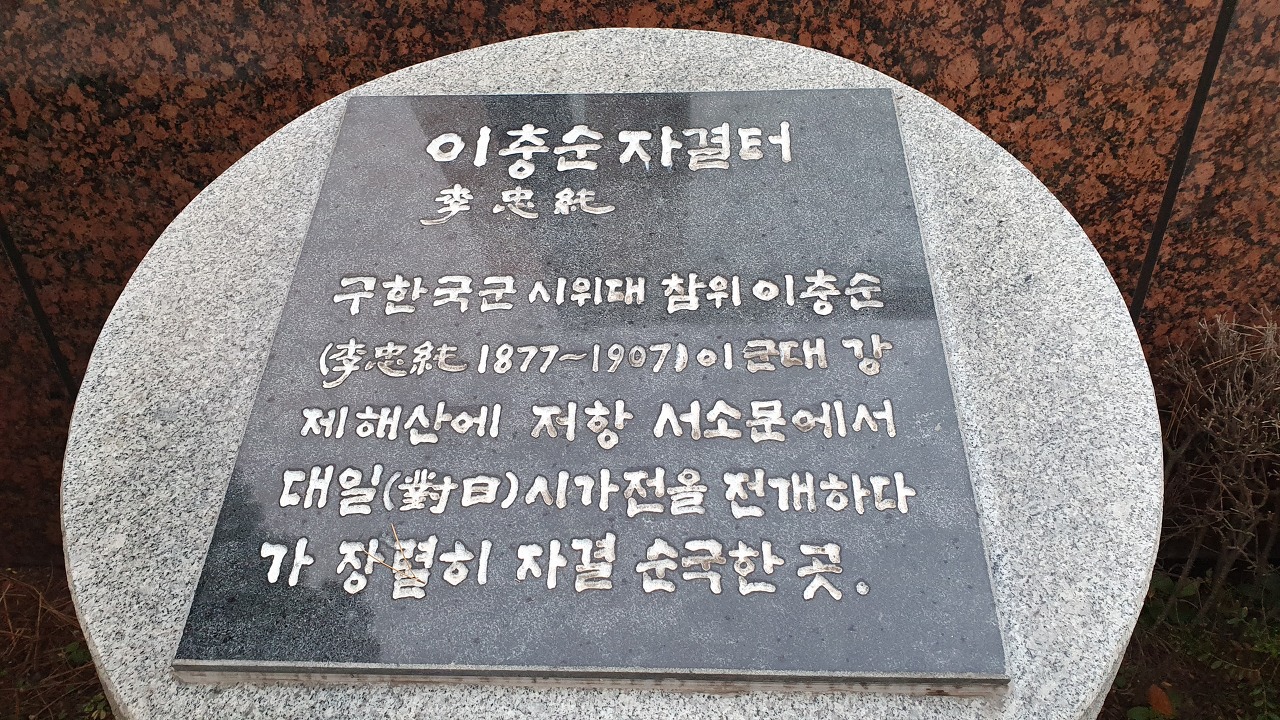 이충순 자결터
李忠純
구한국군 시위대 참위 이충순
(李忠純 1877~1907)이 군대 강
제해산에 저항 서소문에서
대일(對日)시가전을 전개하다
가 장렬히 자결 순국한 곳.